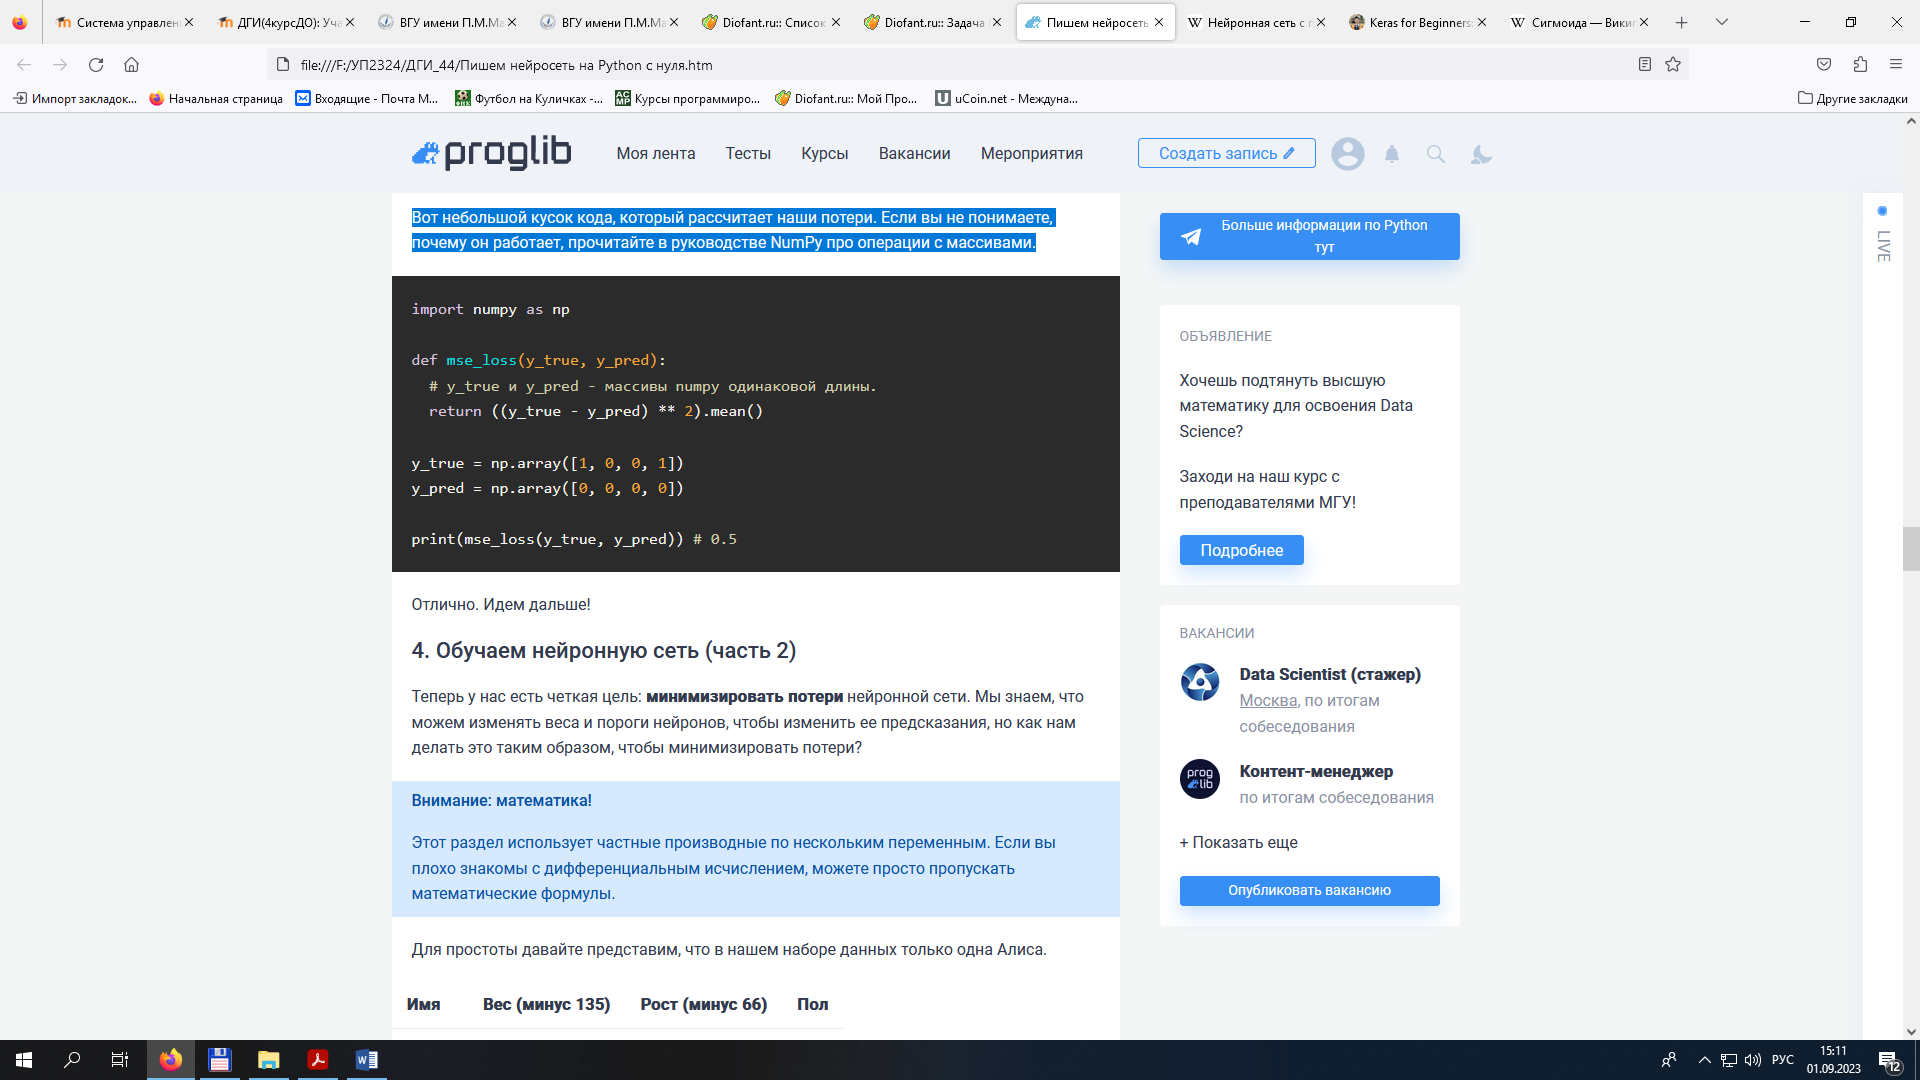 Система управлен
ДГИ(4курсДО): Уча
ВГУ имени П.М.Ма
ВГУ имени П.М.Ма
Diofant.ru:: Список
Diofant.ru:: Задача
Пишем нейросеть
Нейронная сеть с п
Keras for Beginners:
Сигмоида — Вики
file:///F:/УП2324/ДГИ_44/Пишем нейросеть на Python с нуля.htm
Импорт закладок...
Начальная страница
Входящие - Почта М...
Футбол на Куличках -...
Курсы программиро...
Diofant.ru:: Мой Про...
uCoin.net - Междуна...
Другие закладки
proglib
Моя лента
Тесты
Курсы
Вакансии
Мероприятия
Создать запись
Вот небольшой кусок кода, который рассчитает наши потери. Если вы не понимаете,
почему он работает, прочитайте в руководстве NumPy про операции с массивами.
import numpy as np
def mse_loss(y_true, y_pred):
# y_true и y_pred - массивы numpy одинаковой длины.
return ((y_true - y_pred) ** 2).mean()
y_true = np.array([1, 0, 0, 1])
y_pred = np.array([0, 0, 0, 0])
print(mse_loss(y_true, y_pred)) # 0.5
Отлично. Идем дальше!
4. Обучаем нейронную сеть (часть 2)
Теперь у нас есть четкая цель: минимизировать потери нейронной сети. Мы знаем, что
можем изменять веса и пороги нейронов, чтобы изменить ее предсказания, но как нам
делать это таким образом, чтобы минимизировать потери?
Внимание: математика!
Этот раздел использует частные производные по нескольким переменным. Если вы
плохо знакомы с дифференциальным исчислением, можете просто пропускать
математические формулы.
Для простоты давайте представим, что в нашем наборе данных только одна Алиса.
Имя Вес (минус 135) Рост (минус 66) Пол
Больше информации по Python
тут
ОБЪЯВЛЕНИЕ
Хочешь подтянуть высшую
математику для освоения Data
Science?
Заходи на наш курс с
преподавателями МГУ!
Подробнее
ВАКАНСИИ
Data Scientist (стажер)
Москва, по итогам
собеседования
prog
lib
Контент-менеджер
по итогам собеседования
+ Показать еще
Опубликовать вакансию
LIVE
РУС
15:11
01.09.2023
12